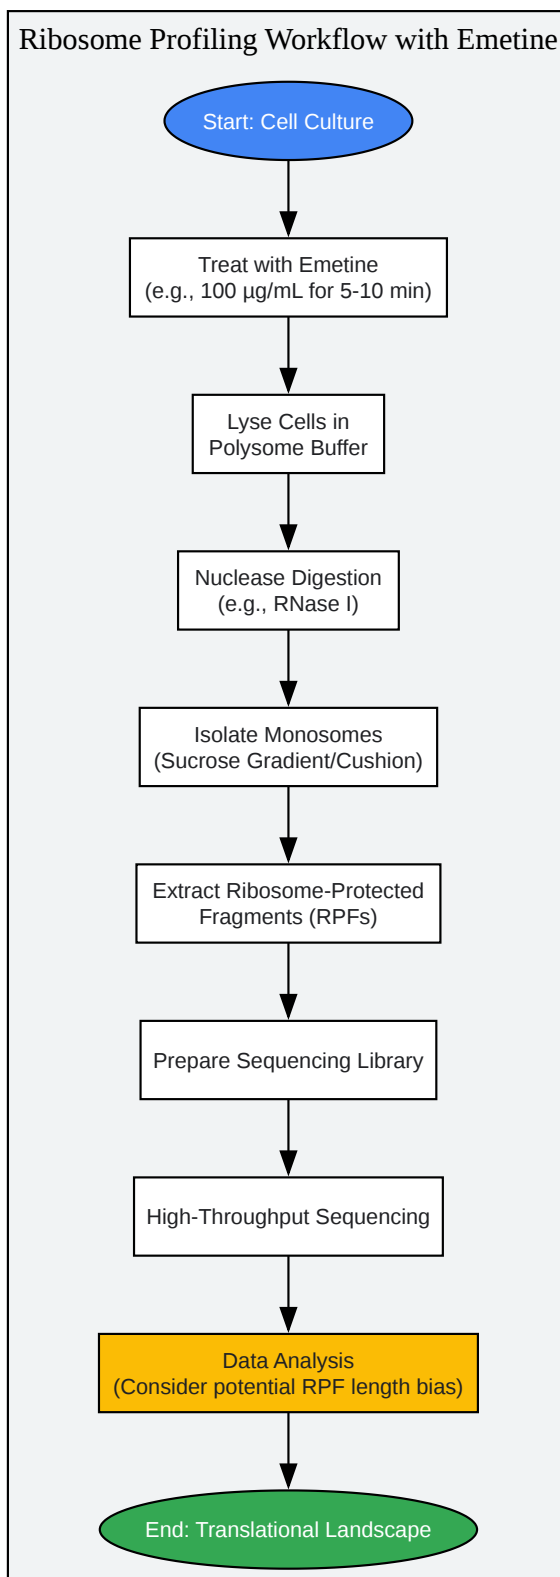 Ribosome Profiling Workflow with Emetine
Start: Cell Culture
Treat with Emetine
(e.g., 100 µg/mL for 5-10 min)
Lyse Cells in
Polysome Buffer
Nuclease Digestion
(e.g., RNase I)
Isolate Monosomes
(Sucrose Gradient/Cushion)
Extract Ribosome-Protected
Fragments (RPFs)
Prepare Sequencing Library
High-Throughput Sequencing
Data Analysis
(Consider potential RPF length bias)
End: Translational Landscape